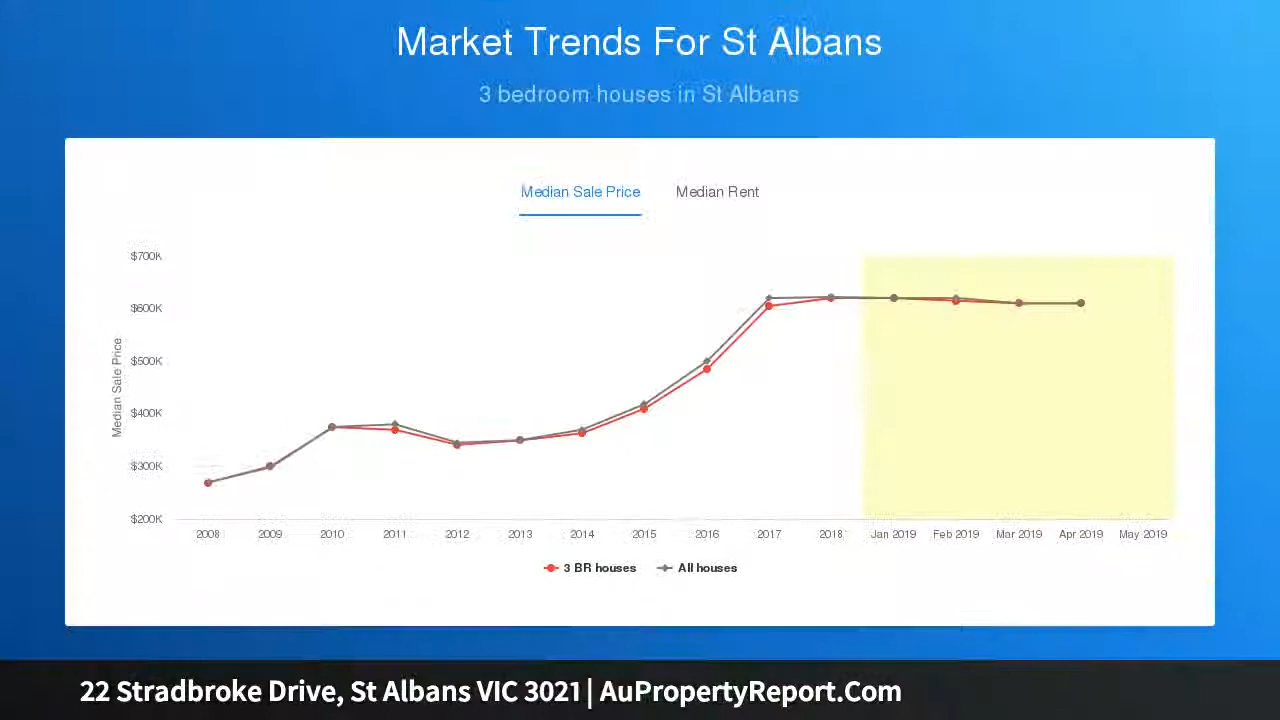 Market Trends For St Albans
3 bedroom houses in St Albans
Median Sale Price Median Rent
$700K
$600K
$500K
$400K
$300K
$200K
Median Sale Price
2008 2009 2010 2011 2012 2013 2014 2015 2016 2017 2018 Jan 2019 Feb 2019 Mar 2019 Apr 2019 May 2019
3 BR houses All houses
22 Stradbroke Drive, St Albans VIC 3021 | AuPropertyReport.Com